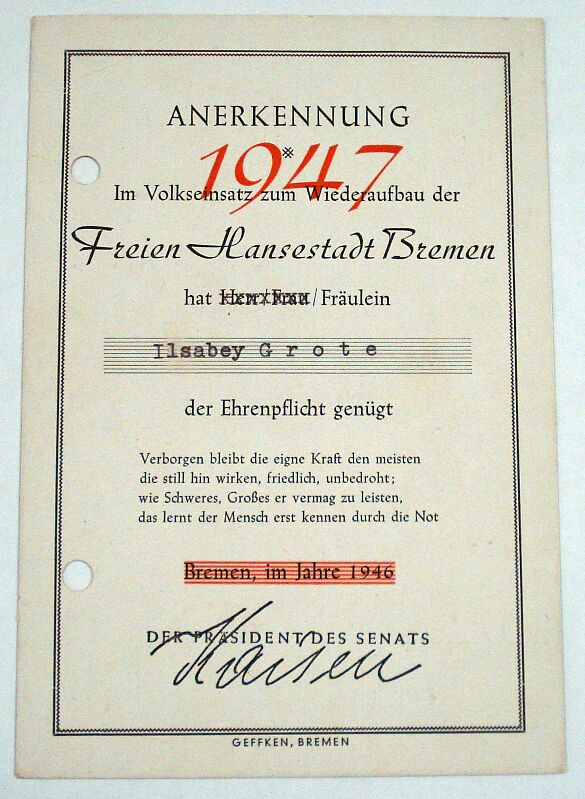 ANERKENNUNG
1947
Im Volkseinsatz zum Wiederaufbau der
Freien Hansestadt Bremen
hat Herr/Frau/Fräulein
Ilsabey Grote
der Ehrenpflicht genügt
Verborgen bleibt die eigne Kraft den meisten
die still hin wirken, friedlich, unbedroht;
wie Schweres, Großes er vermag zu leisten,
das lernt der Mensch erst kennen durch die Not
Bremen, im Jahre 1946
DER PRÄSIDENT DES SENATS
Kaisen
GEFFKEN, BREMEN